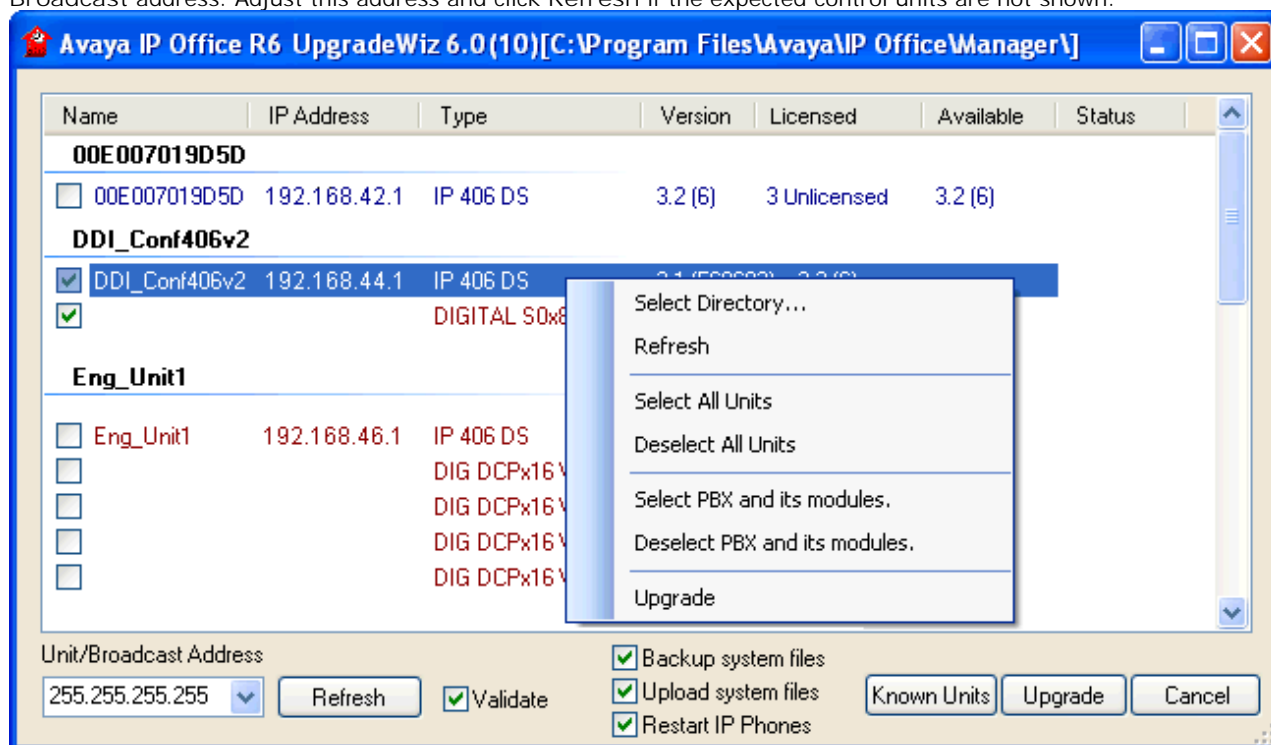 Broadcast address. Adjust this address and click Refresh if the expected control units are not shown.
Avaya IP Office R6 UpgradeWiz 6.0(10)[C:\Program Files\Avaya\IP Office\Manager\]
Name IP Address Type Version Licensed Available Status
00E007019D5D
00E007019D5D 192.168.42.1 IP 406 DS 3.2 (6) 3 Unlicensed 3.2 (6)
DDI_Conf406v2
DDI_Conf406v2 192.168.44.1 IP 406 DS
DIGITAL S0x8
Eng_Unit1
Eng_Unit1 192.168.46.1 IP 406 DS
DIG DCPx16 V
DIG DCPx16 V
DIG DCPx16 V
DIG DCPx16 V
Select Directory...
Refresh
Select All Units
Deselect All Units
Select PBX and its modules.
Deselect PBX and its modules.
Upgrade
Unit/Broadcast Address
255.255.255.255 Refresh
Validate
Backup system files
Upload system files
Restart IP Phones
Known Units Upgrade Cancel